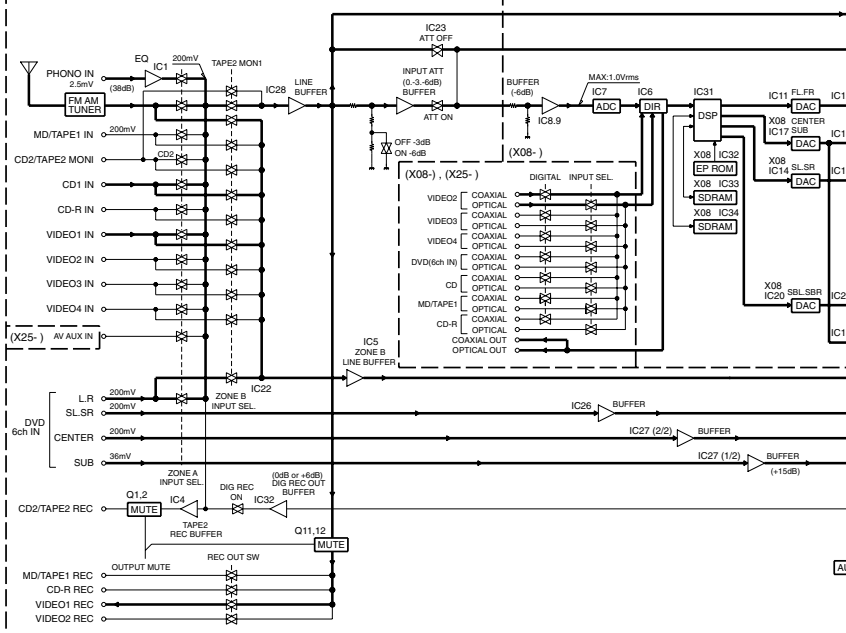 IC23
ATT OFF
EQ
IC1
200mV
TAPE2 MON1
PHONO IN
2.5mV
(38dB)
FM AM
TUNER
IC28
LINE
BUFFER
INPUT ATT
(0.-3.-6dB)
BUFFER
ATT ON
OFF -3dB
ON -6dB
BUFFER
(-6dB)
IC8.9
MAX:1.0Vrms
IC7
ADC
IC6
DIR
IC31
DSP
IC11 FL.FR
DAC
IC1
X08 CENTER
IC17 SUB
DAC
IC1
X08 IC32
EP ROM
X08 SL.SR
IC14
DAC
X08 IC33
SDRAM
X08 IC34
SDRAM
X08
IC20 SBL.SBR
DAC
IC2
IC1
MD/TAPE1 IN
200mV
CD2/TAPE2 MONI
CD2
CD1 IN
CD-R IN
VIDEO1 IN
VIDEO2 IN
VIDEO3 IN
VIDEO4 IN
(X25- )
AV AUX IN
(X08- )
(X08-) , (X25- )
DIGITAL
INPUT SEL.
VIDEO2
COAXIAL
OPTICAL
VIDEO3
COAXIAL
OPTICAL
VIDEO4
COAXIAL
OPTICAL
DVD(6ch IN)
COAXIAL
OPTICAL
CD
COAXIAL
OPTICAL
MD/TAPE1
COAXIAL
OPTICAL
CD-R
COAXIAL
OPTICAL
COAXIAL OUT
OPTICAL OUT
IC5
ZONE B
LINE BUFFER
IC22
ZONE B
INPUT SEL.
DVD
6ch IN
L.R
200mV
SL.SR
200mV
CENTER
200mV
SUB
36mV
IC26
BUFFER
IC27 (2/2)
BUFFER
IC27 (1/2)
BUFFER
(+15dB)
ZONE A
INPUT SEL.
CD2/TAPE2 REC
Q1,2
MUTE
IC4
TAPE2
REC BUFFER
DIG REC
ON
IC32
(0dB or +6dB)
DIG REC OUT
BUFFER
Q11,12
MUTE
OUTPUT MUTE
REC OUT SW
MD/TAPE1 REC
CD-R REC
VIDEO1 REC
VIDEO2 REC
AU